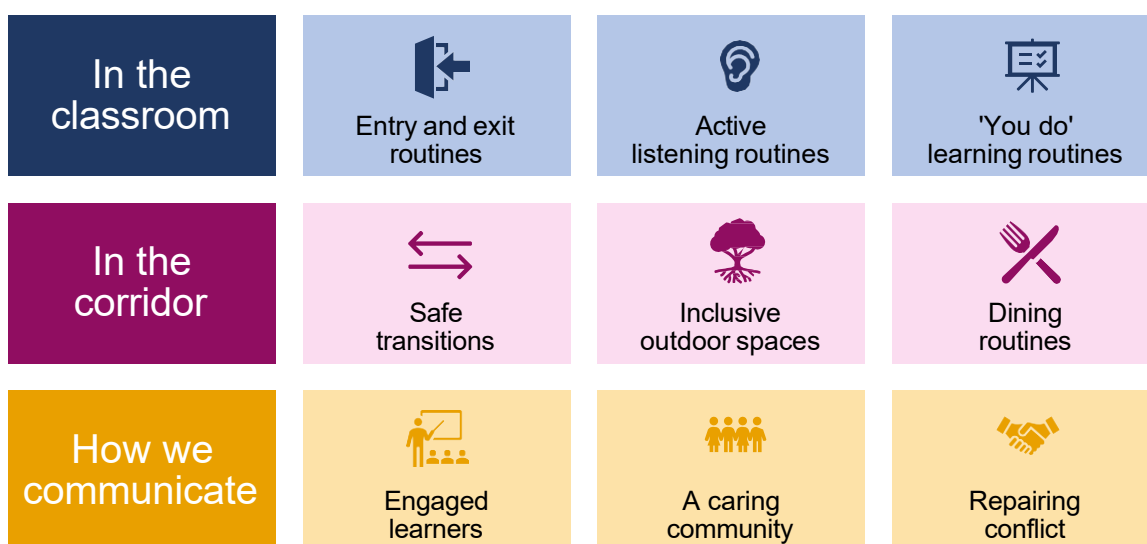 In the
classroom
Entry and exit
routines
Active
listening routines
'You do'
learning routines
In the
corridor
Safe
transitions
Inclusive
outdoor spaces
Dining
routines
How we
communicate
Engaged
learners
A caring
community
Repairing
conflict